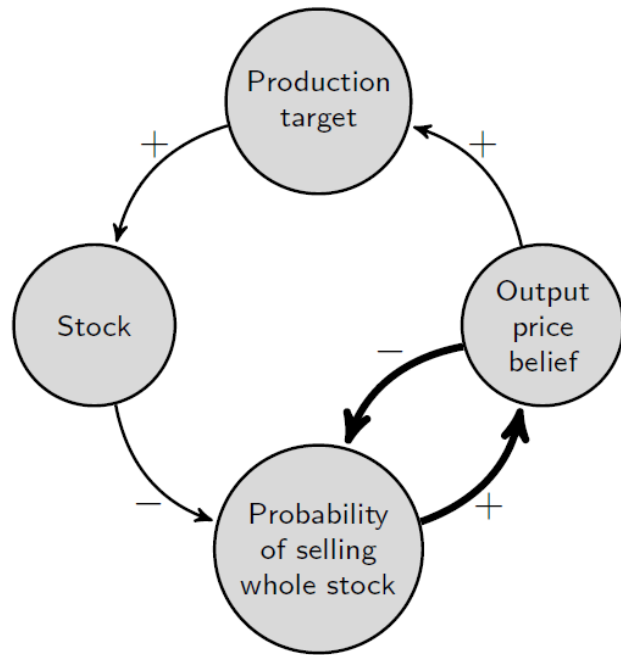 Production
target
+
+
Stock
Output
price
belief
−
−
+
Probability
of selling
whole stock